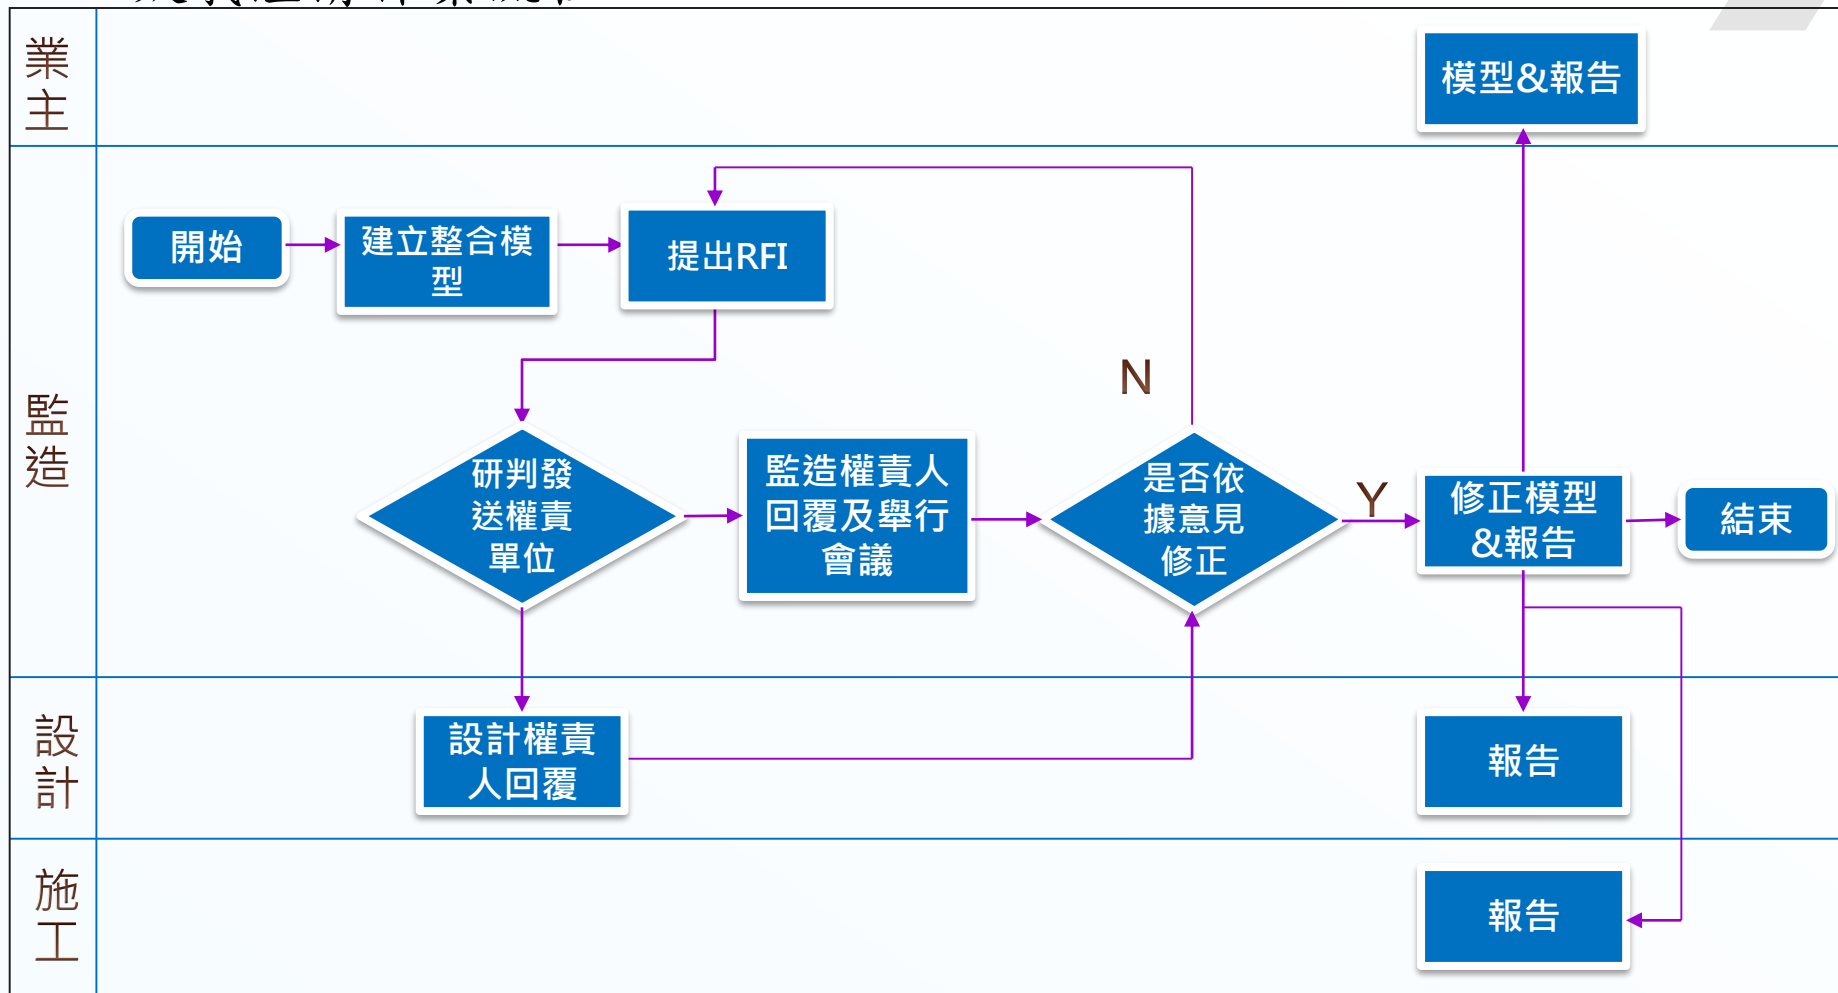 業
主
模型&報告
監
造
開始
建立整合模
型
提出RFI
N
研判發
送權責
單位
監造權責人
回覆及舉行
會議
是否依
據意見
修正
Y
修正模型
&報告
結束
設
計
設計權責
人回覆
報告
施
工
報告